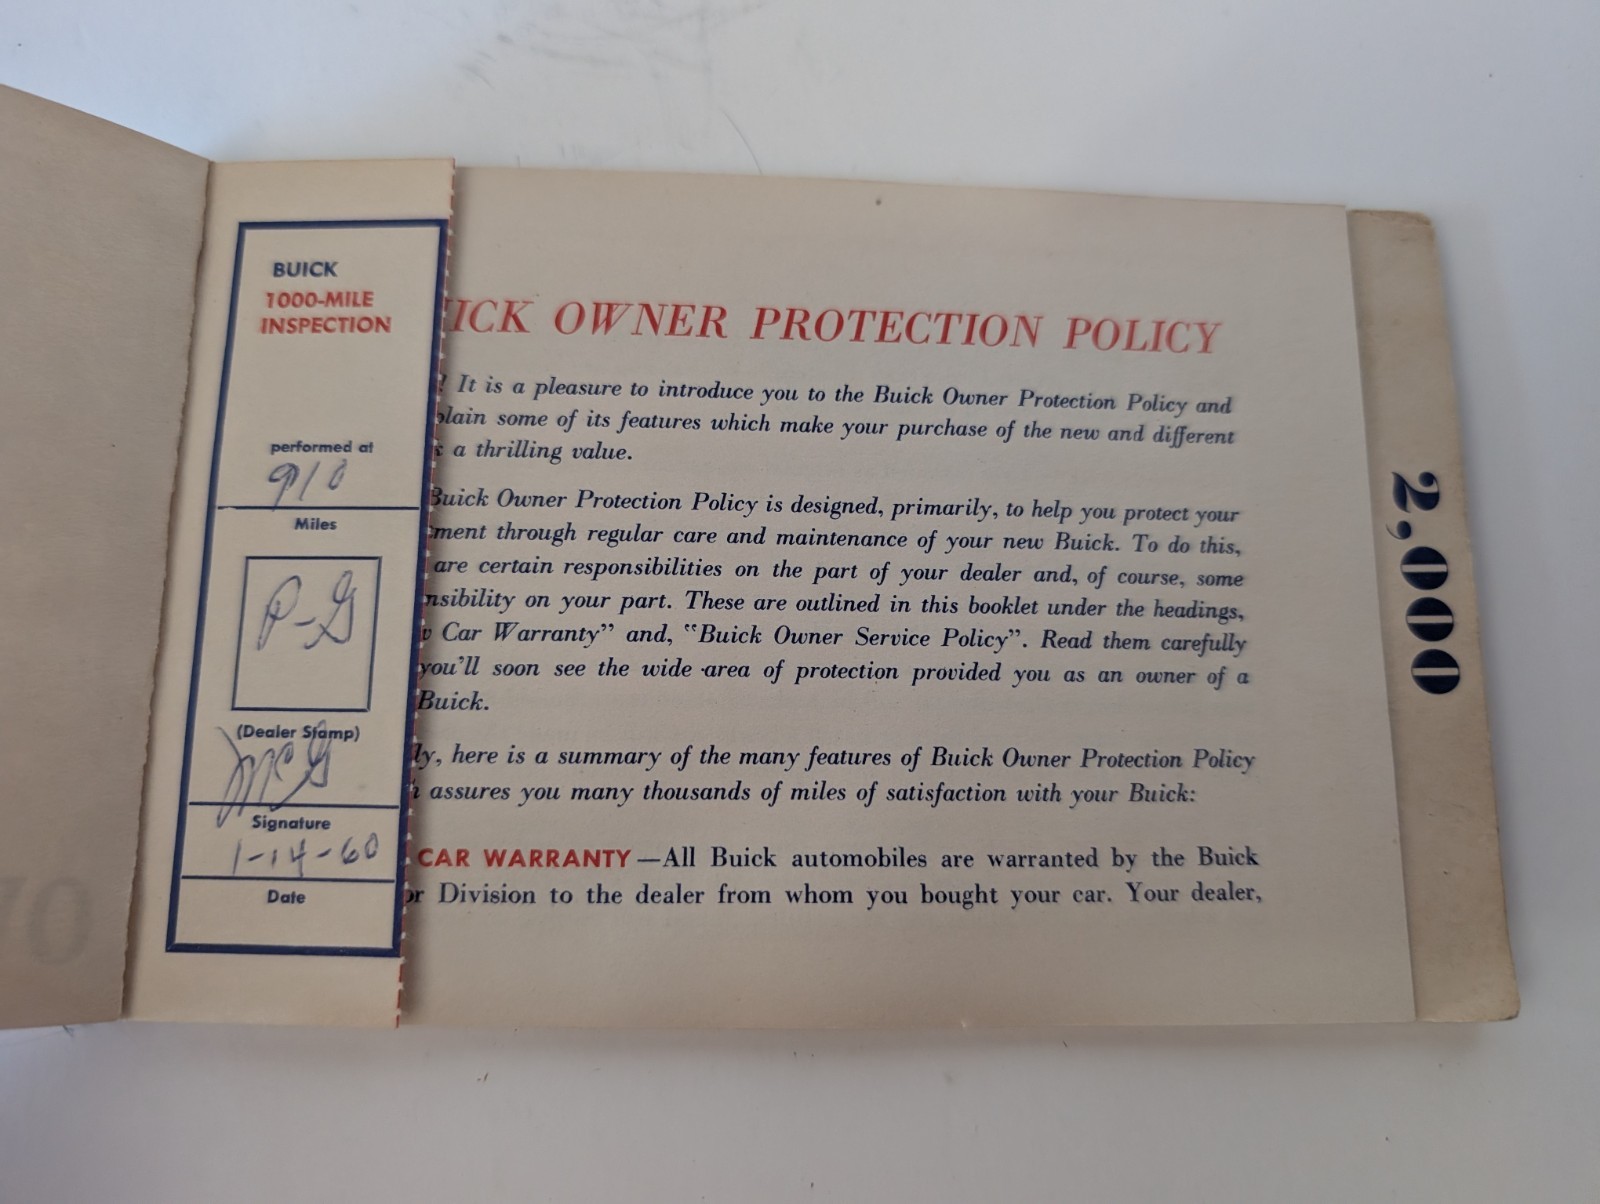 BUICK
1000-MILE
INSPECTION
performed at
910
Miles
P-G
(Dealer Stamp)
McG
Signature
1-14-60
Date
ICK OWNER PROTECTION POLICY
! It is a pleasure to introduce you to the Buick Owner Protection Policy and
plain some of its features which make your purchase of the new and different
a thrilling value.
Buick Owner Protection Policy is designed, primarily, to help you protect your
ment through regular care and maintenance of your new Buick. To do this,
are certain responsibilities on the part of your dealer and, of course, some
nsibility on your part. These are outlined in this booklet under the headings,
Car Warranty" and, "Buick Owner Service Policy". Read them carefully
you'll soon see the wide area of protection provided you as an owner of a
Buick.
ly, here is a summary of the many features of Buick Owner Protection Policy
assures you many thousands of miles of satisfaction with your Buick:
CAR WARRANTY—All Buick automobiles are warranted by the Buick
or Division to the dealer from whom you bought your car. Your dealer,
2,000